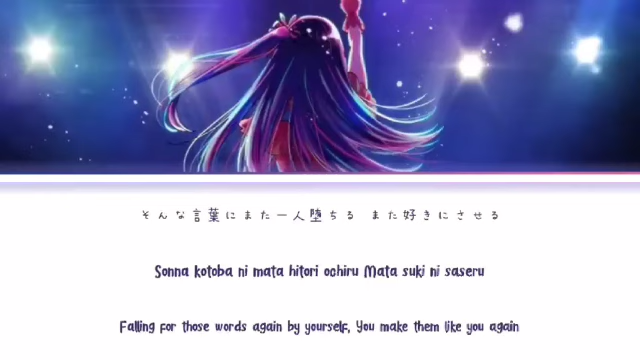 そんな言葉にまた一人堕ちる また好きにさせる
Sonna kotoba ni mata hitori ochiru Mata suki ni saseru
Falling for those words again by yourself, You make them like you again